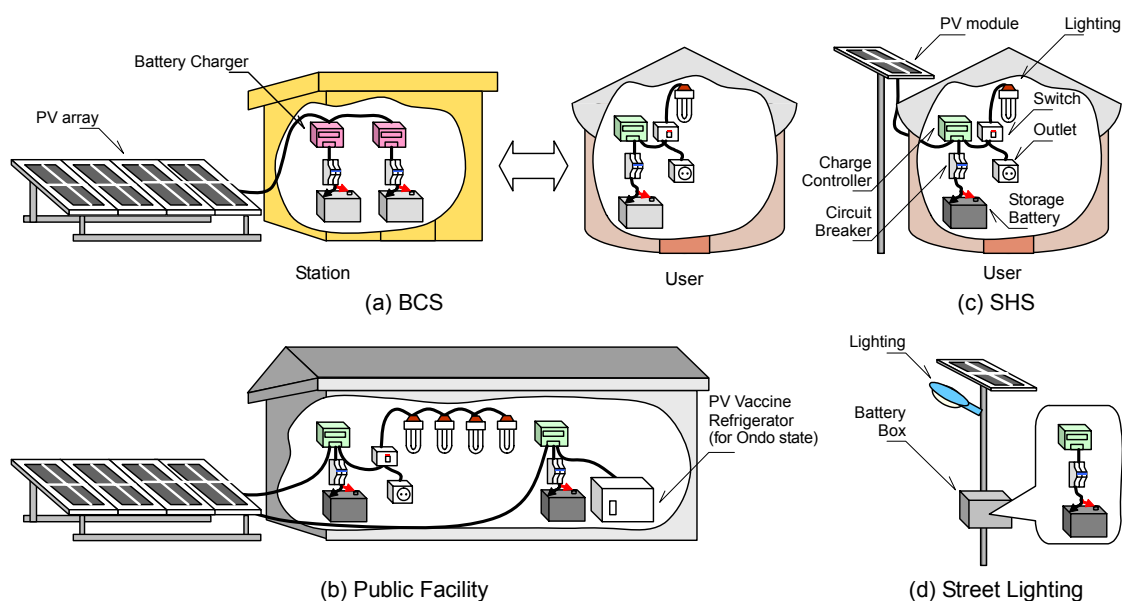 PV module
Lighting
Battery Charger
PV array
Switch
Outlet
Charge
Controller
Circuit
Breaker
Storage
Battery
Station
User
User
(a) BCS
(c) SHS
Lighting
Battery
Box
PV Vaccine
Refrigerator
(for Ondo state)
(b) Public Facility
(d) Street Lighting